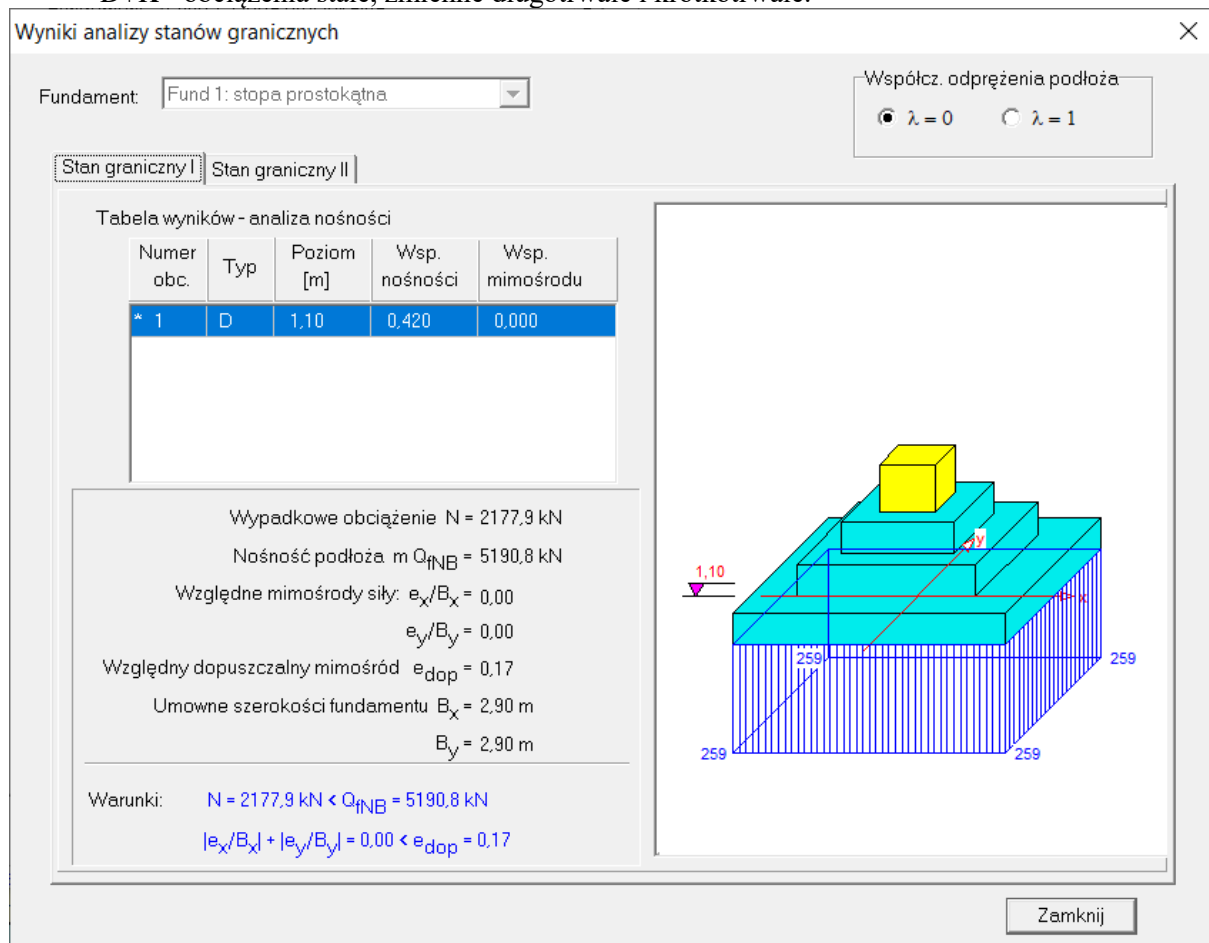 D+K - obciążenia stałe, zmienne długotrwałe i krótkotrwałe.
Wyniki analizy stanów granicznych
Fundament: Fund 1: stopa prostokątna
Współcz. odprężenia podłoża
λ = 0 λ = 1
Stan graniczny I Stan graniczny II
Tabela wyników - analiza nośności
Numer obc. Typ Poziom [m] Wsp. nośności Wsp. mimośrodu
* 1 D 1,10 0,420 0,000
Wypadkowe obciążenie N = 2177,9 kN
Nośność podłoża m QfNB = 5190,8 kN
Względne mimośrody siły: ex/Bx = 0,00
ey/By = 0,00
Względny dopuszczalny mimośród edop = 0,17
Umowne szerokości fundamentu Bx = 2,90 m
By = 2,90 m
Warunki: N = 2177,9 kN < QfNB = 5190,8 kN
|ex/Bx| + |ey/By| = 0,00 < edop = 0,17
y
1,10
x
259
259
259
259
Zamknij